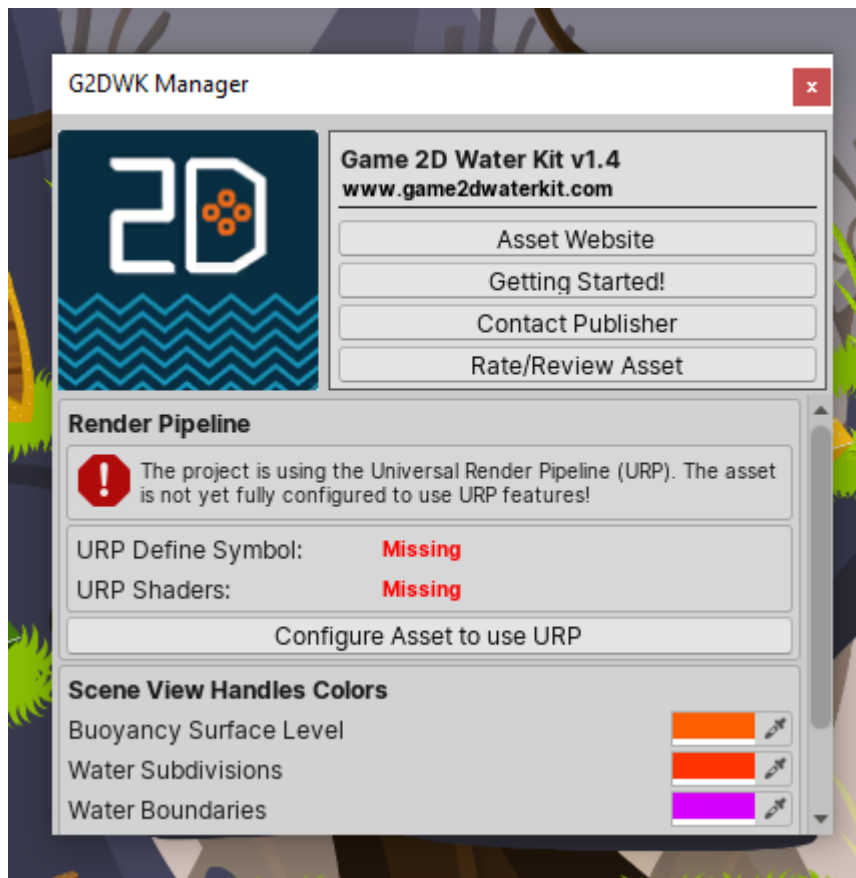 G2DWK Manager
x
2D
Game 2D Water Kit v1.4
www.game2dwaterkit.com
Asset Website
Getting Started!
Contact Publisher
Rate/Review Asset
Render Pipeline
The project is using the Universal Render Pipeline (URP). The asset
is not yet fully configured to use URP features!
URP Define Symbol: Missing
URP Shaders: Missing
Configure Asset to use URP
Scene View Handles Colors
Buoyancy Surface Level
Water Subdivisions
Water Boundaries